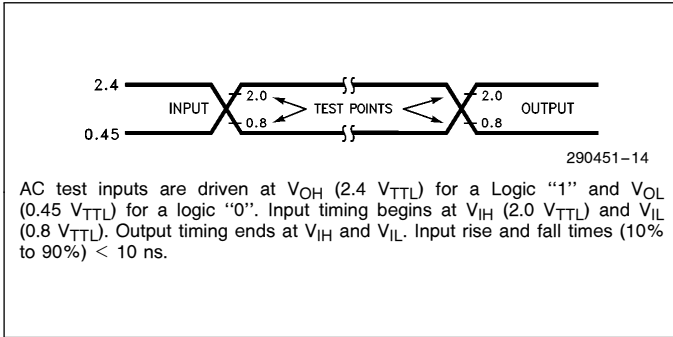 2.4
INPUT 2.0 TEST POINTS 2.0 OUTPUT
0.45 0.8 0.8
290451–14
AC test inputs are driven at VOH (2.4 VTTL) for a Logic “1” and VOL
(0.45 VTTL) for a logic “0”. Input timing begins at VIH (2.0 VTTL) and VIL
(0.8 VTTL). Output timing ends at VIH and VIL. Input rise and fall times (10%
to 90%) < 10 ns.